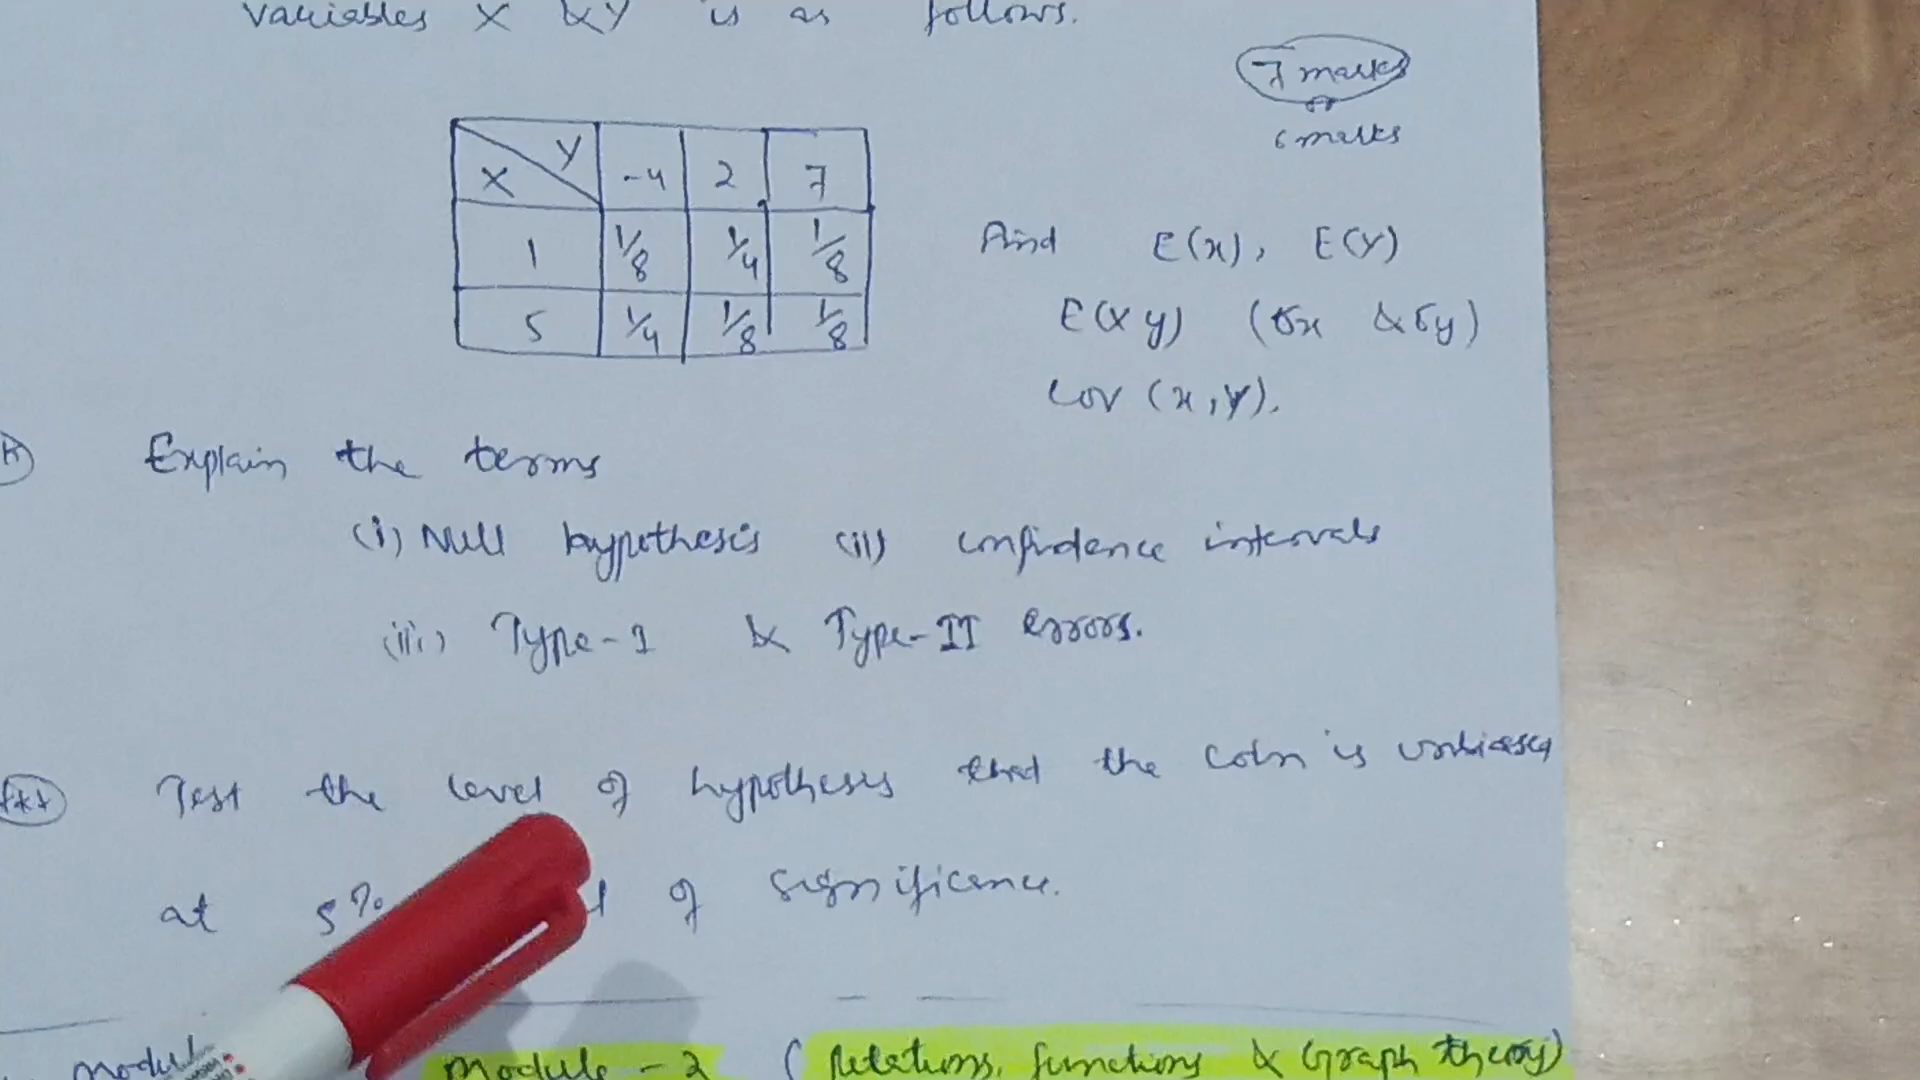 Variables X & Y is as follows.
7 marks
or
6 marks
X Y -4 2 7
1 1/8 1/4 1/8
5 1/4 1/8 1/8
Find E(x), E(Y)
E(XY) (σx & σy)
Cov (x,Y).
Explain the terms
(i) Null hypothesis (ii) confidence intervals
(iii) Type-I & Type-II errors.
Test the level of hypothesis that the coin is unbiased
at 5% of significance.
Module - 2 (Relations, functions & Graph theory)